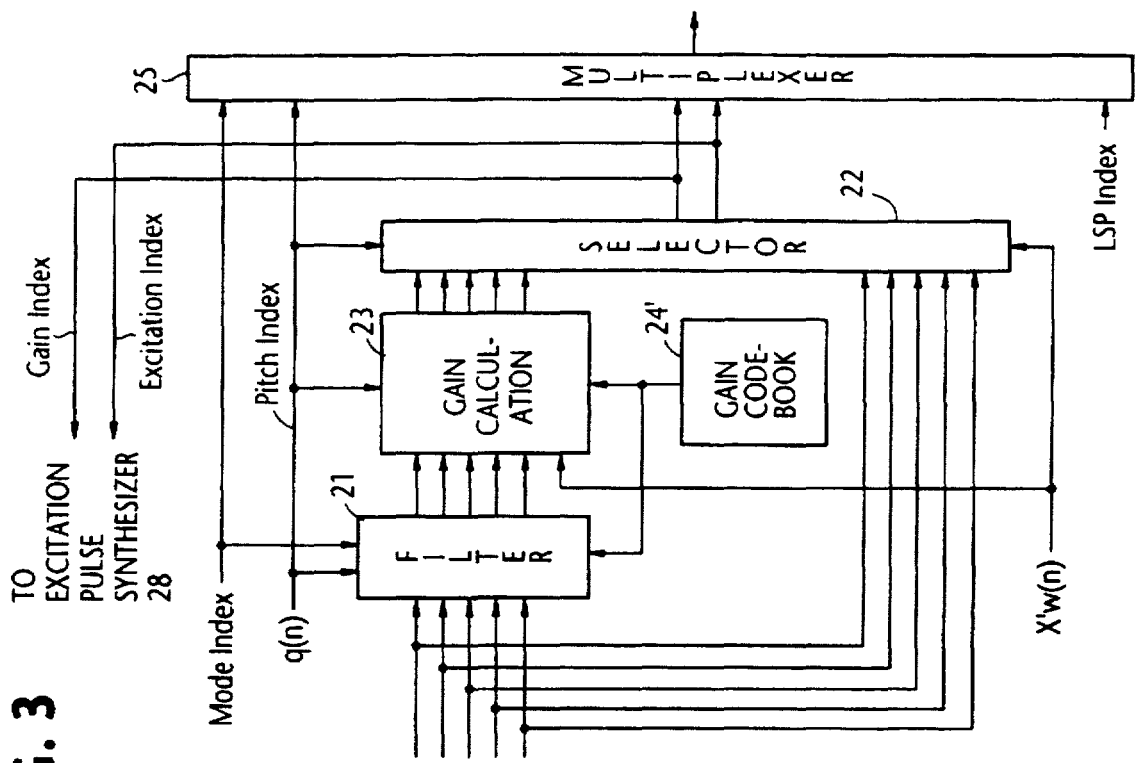 G. 3
TO
EXCITATION
PULSE
SYNTHESIZER
28
Gain Index
Excitation Index
Mode Index
q(n)
Pitch Index
21
FILTER
23
GAIN
CALCUL-
ATION
24'
GAIN
CODE-
BOOK
22
SELECTOR
25
MULTIPLEXER
X'w(n)
LSP Index